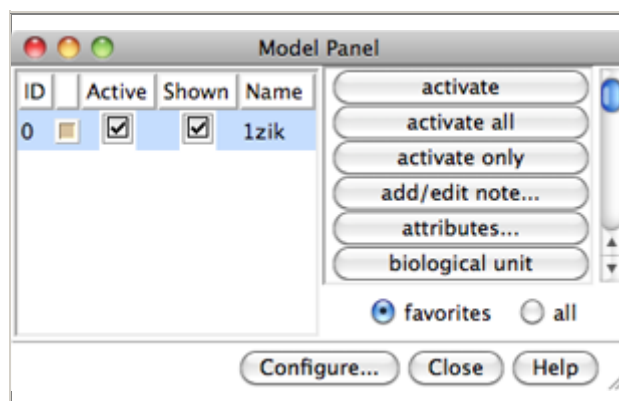 Model Panel
ID Active Shown Name
0 1zik
activate
activate all
activate only
add/edit note...
attributes...
biological unit
favorites all
Configure... Close Help